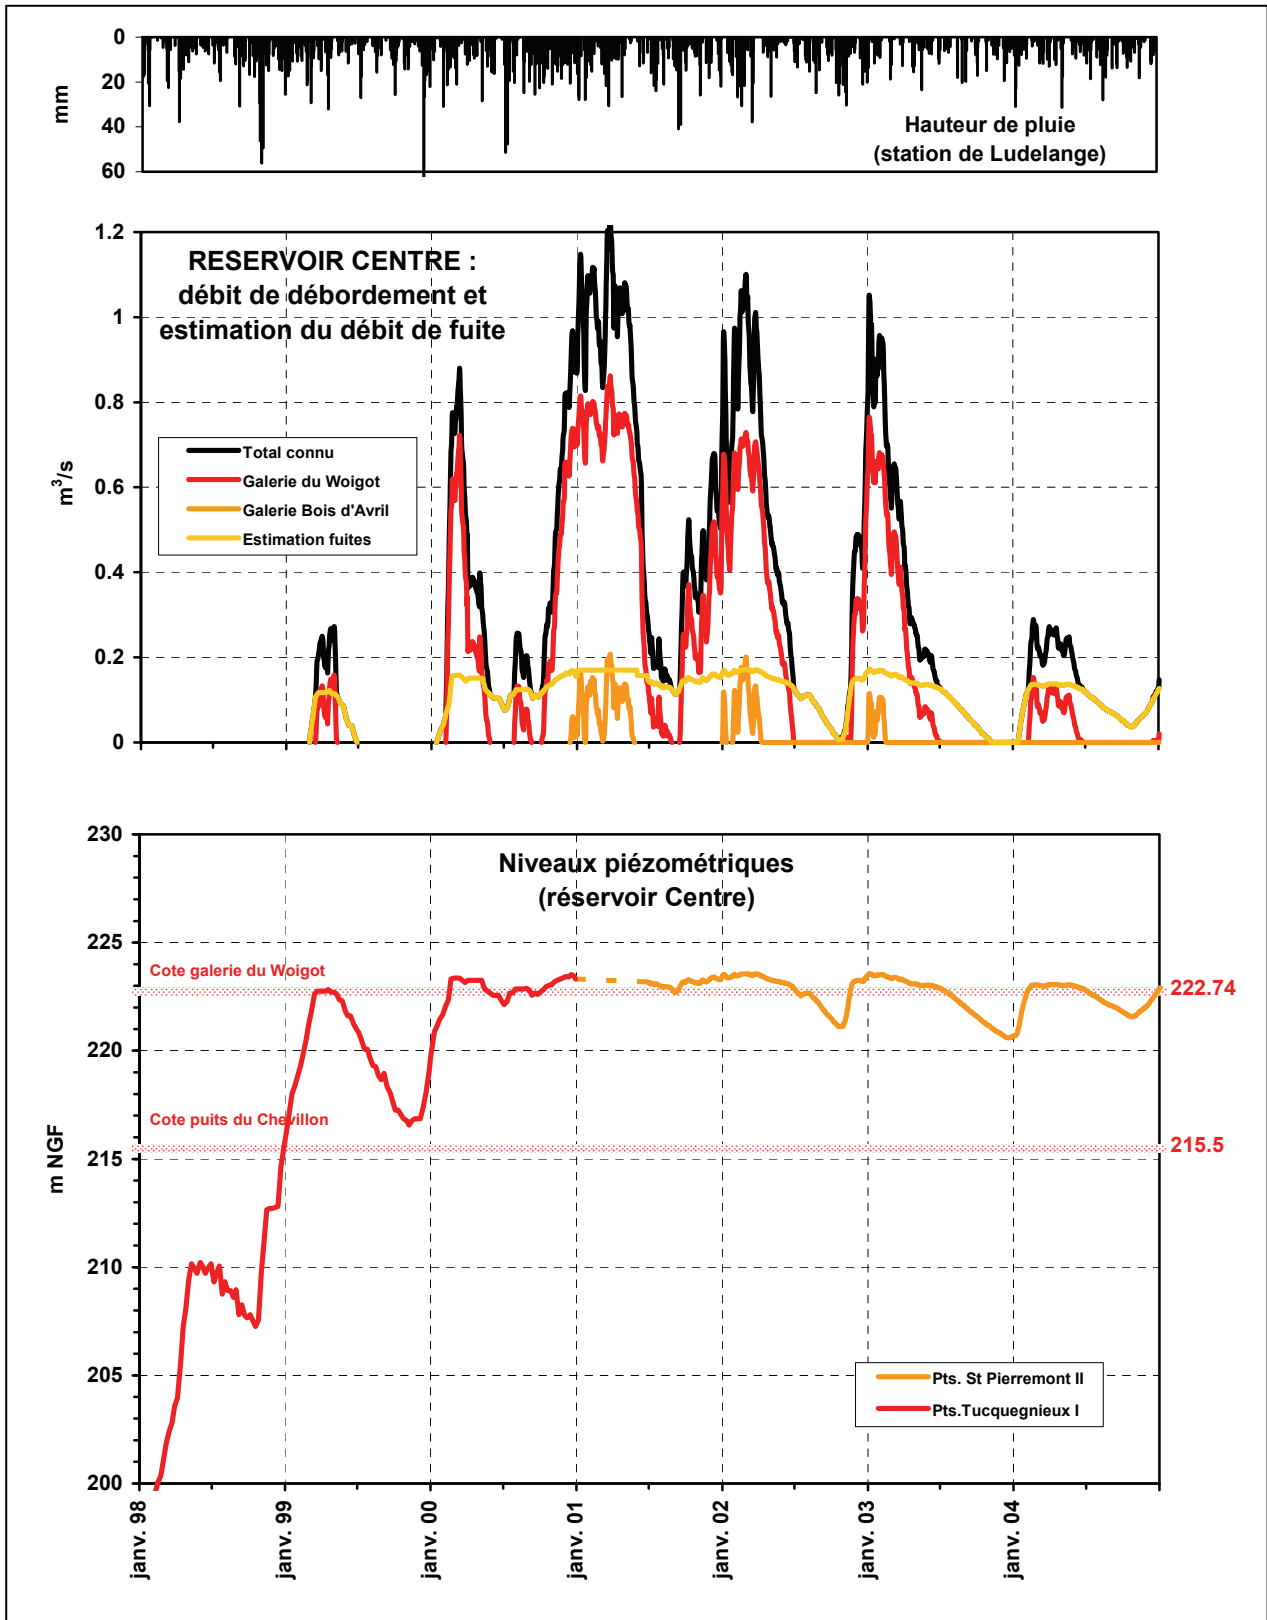 0
20
40
60
mm
Hauteur de pluie
(station de Ludelange)
1.2
1
0.8
0.6
0.4
0.2
0
m³/s
RESERVOIR CENTRE :
débit de débordement et
estimation du débit de fuite
Total connu
Galerie du Woigot
Galerie Bois d'Avril
Estimation fuites
230
225
220
215
210
205
200
m NGF
Niveaux piézométriques
(réservoir Centre)
Cote galerie du Woigot
222.74
Cote puits du Chevillon
215.5
Pts. St Pierremont II
Pts.Tucquegnieux I
janv. 98
janv. 99
janv. 00
janv. 01
janv. 02
janv. 03
janv. 04